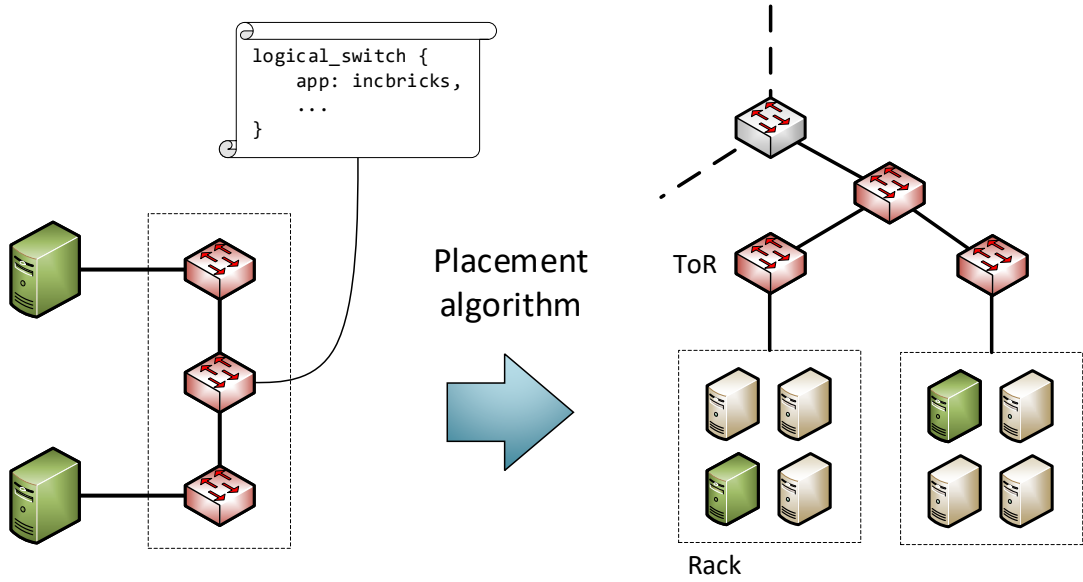 logical_switch {
    app: incbricks,
    ...
}
Placement
algorithm
ToR
Rack